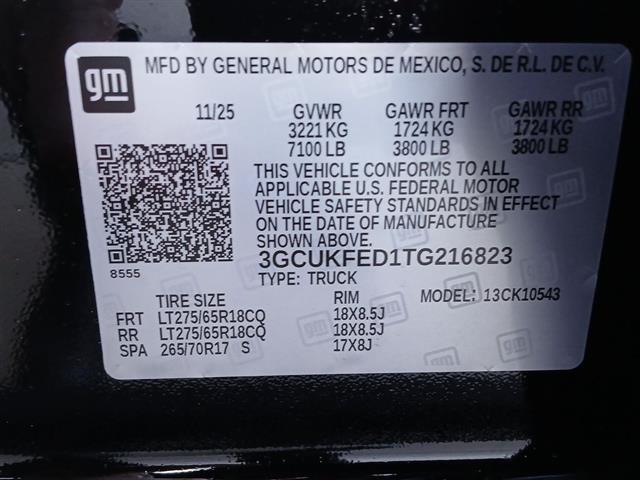 gm MFD BY GENERAL MOTORS DE MEXICO, S. DE R.L. DE C.V.
11/25 GVWR GAWR FRT GAWR RR
3221 KG 1724 KG 1724 KG
7100 LB 3800 LB 3800 LB
THIS VEHICLE CONFORMS TO ALL
APPLICABLE U.S. FEDERAL MOTOR
VEHICLE SAFETY STANDARDS IN EFFECT
ON THE DATE OF MANUFACTURE
SHOWN ABOVE.
3GCUKFED1TG216823
8555
TYPE: TRUCK
TIRE SIZE RIM MODEL: 13CK10543
FRT LT275/65R18CQ 18X8.5J
RR LT275/65R18CQ 18X8.5J
SPA 265/70R17 S 17X8J